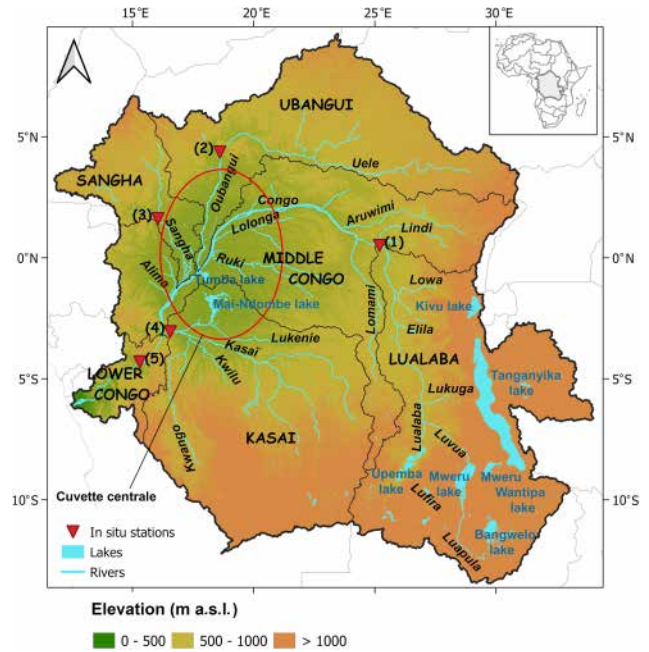 15°E
20°E
25°E
30°E
UBANGUI
5°N
(2)
Uele
SANGHA
Oubangui
(3)
Congo
Sangha
Lolonga
Aruwimi
Lindi
(1)
0°N
Alima
Ruki
MIDDLE
CONGO
Tumba lake
Lowa
Mai-Ndombe lake
Kivu lake
(4)
Lomami
Elila
Lukenie
(5)
Kasai
LOWER
CONGO
Kwilu
LUALABA
Tanganyika
lake
5°S
Lukuga
KASAI
Lualaba
Kwango
Luvua
Cuvette centrale
Upemba
lake
Mweru
lake
Mweru
Wantipa
lake
10°S
Lufira
Bangwelo
lake
Luapula
In situ stations
Lakes
Rivers
Elevation (m a.s.l.)
0 - 500
500 - 1000
> 1000